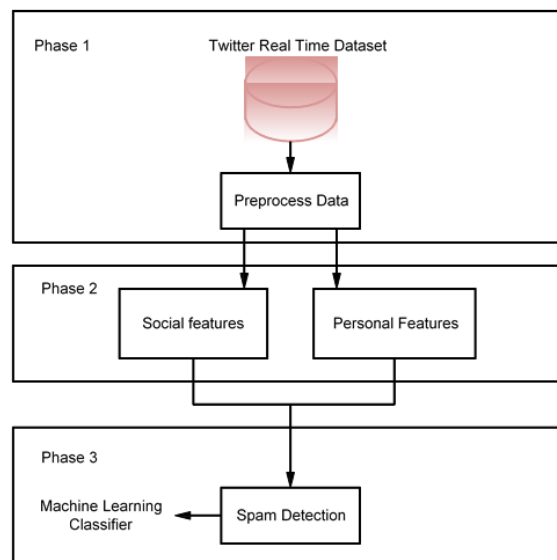 Phase 1
Twitter Real Time Dataset
Preprocess Data
Phase 2
Social features
Personal Features
Phase 3
Machine Learning
Classifier
Spam Detection